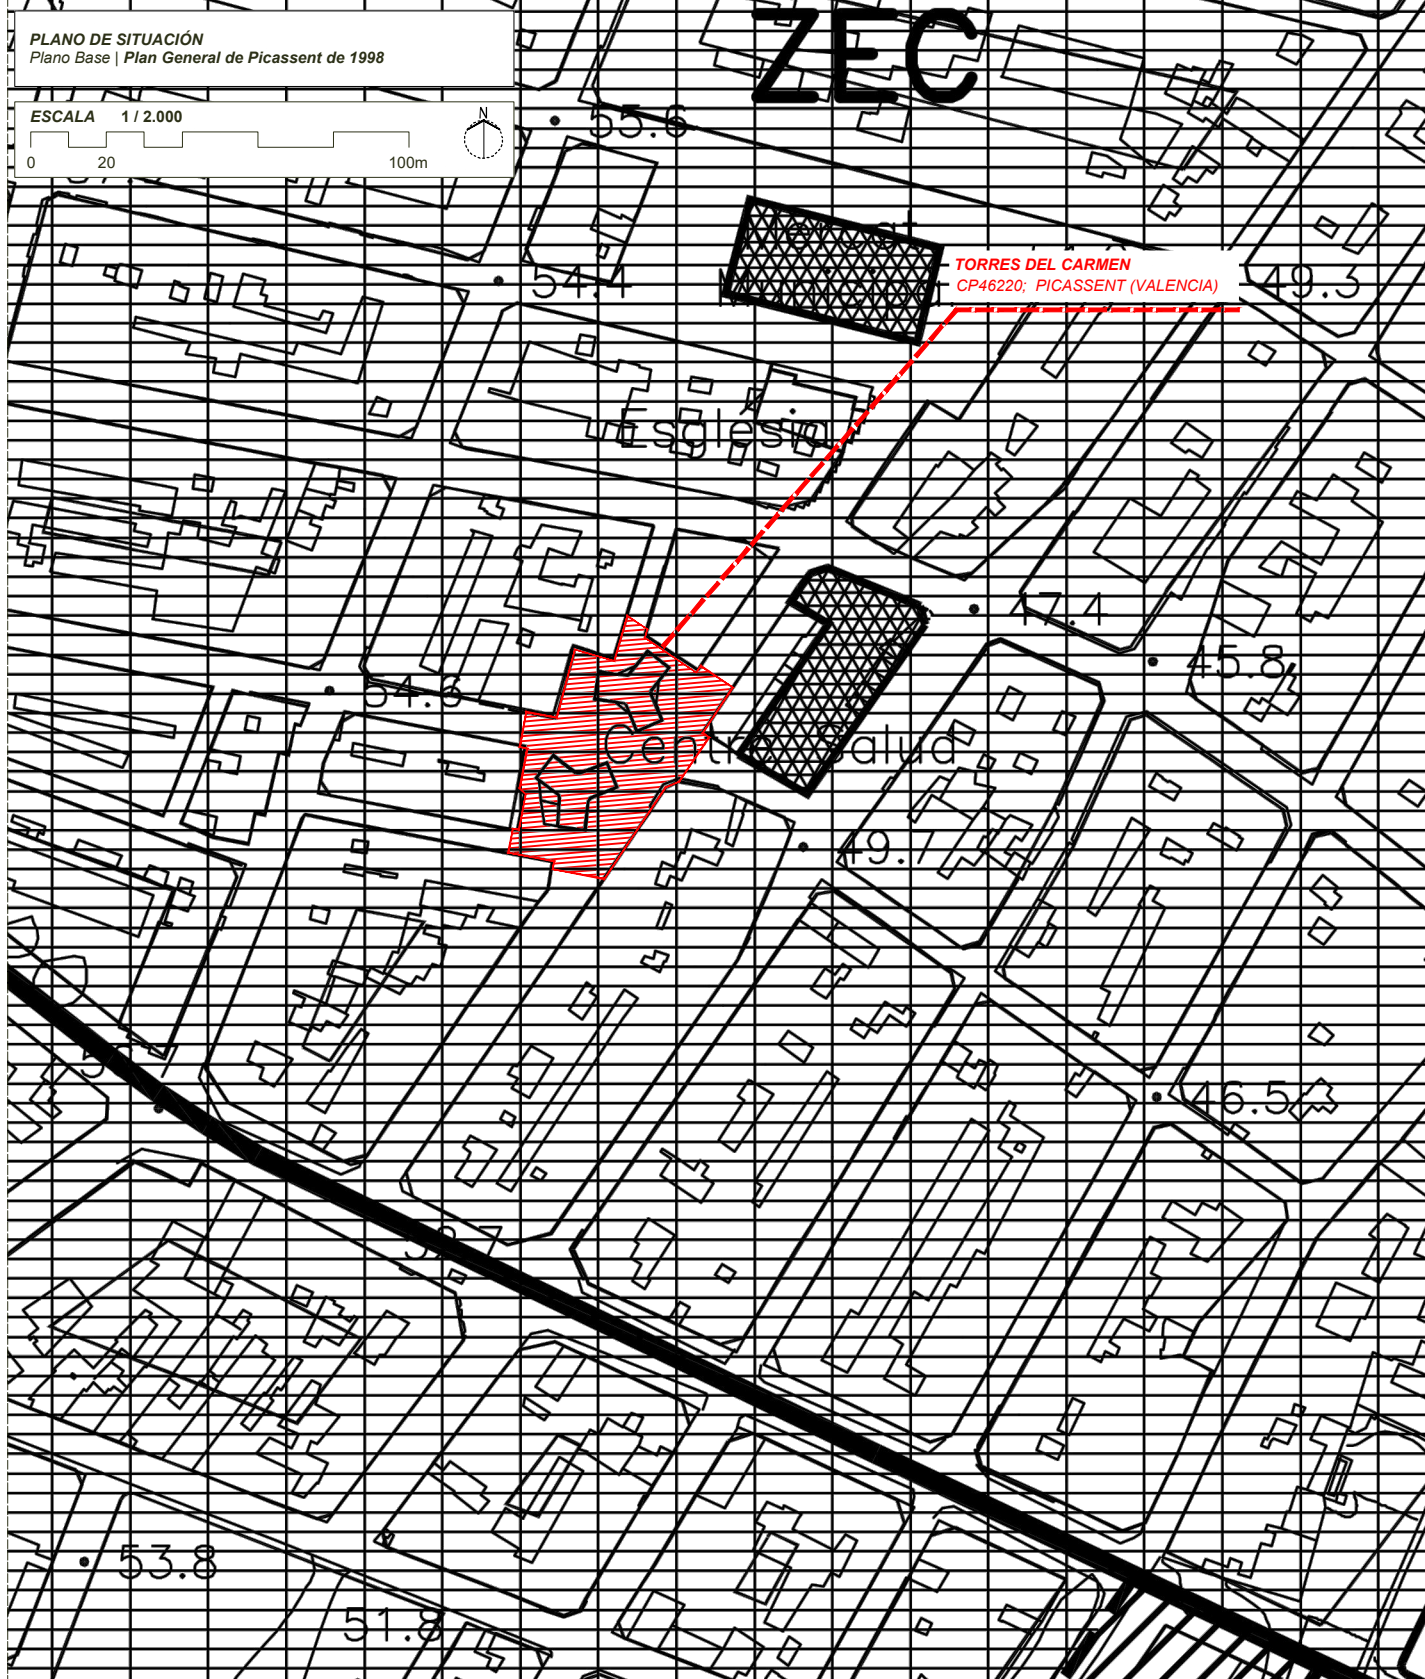 PLANO DE SITUACIÓN
Plano Base | Plan General de Picassent de 1998
ESCALA 1 / 2.000
N
0 20 100m
ZEC
55.6
54.4
TORRES DEL CARMEN
CP46220; PICASSENT (VALENCIA)
49.3
Església
47.4
45.8
54.6
Centre Salud
49.7
46.5
53.8
51.8